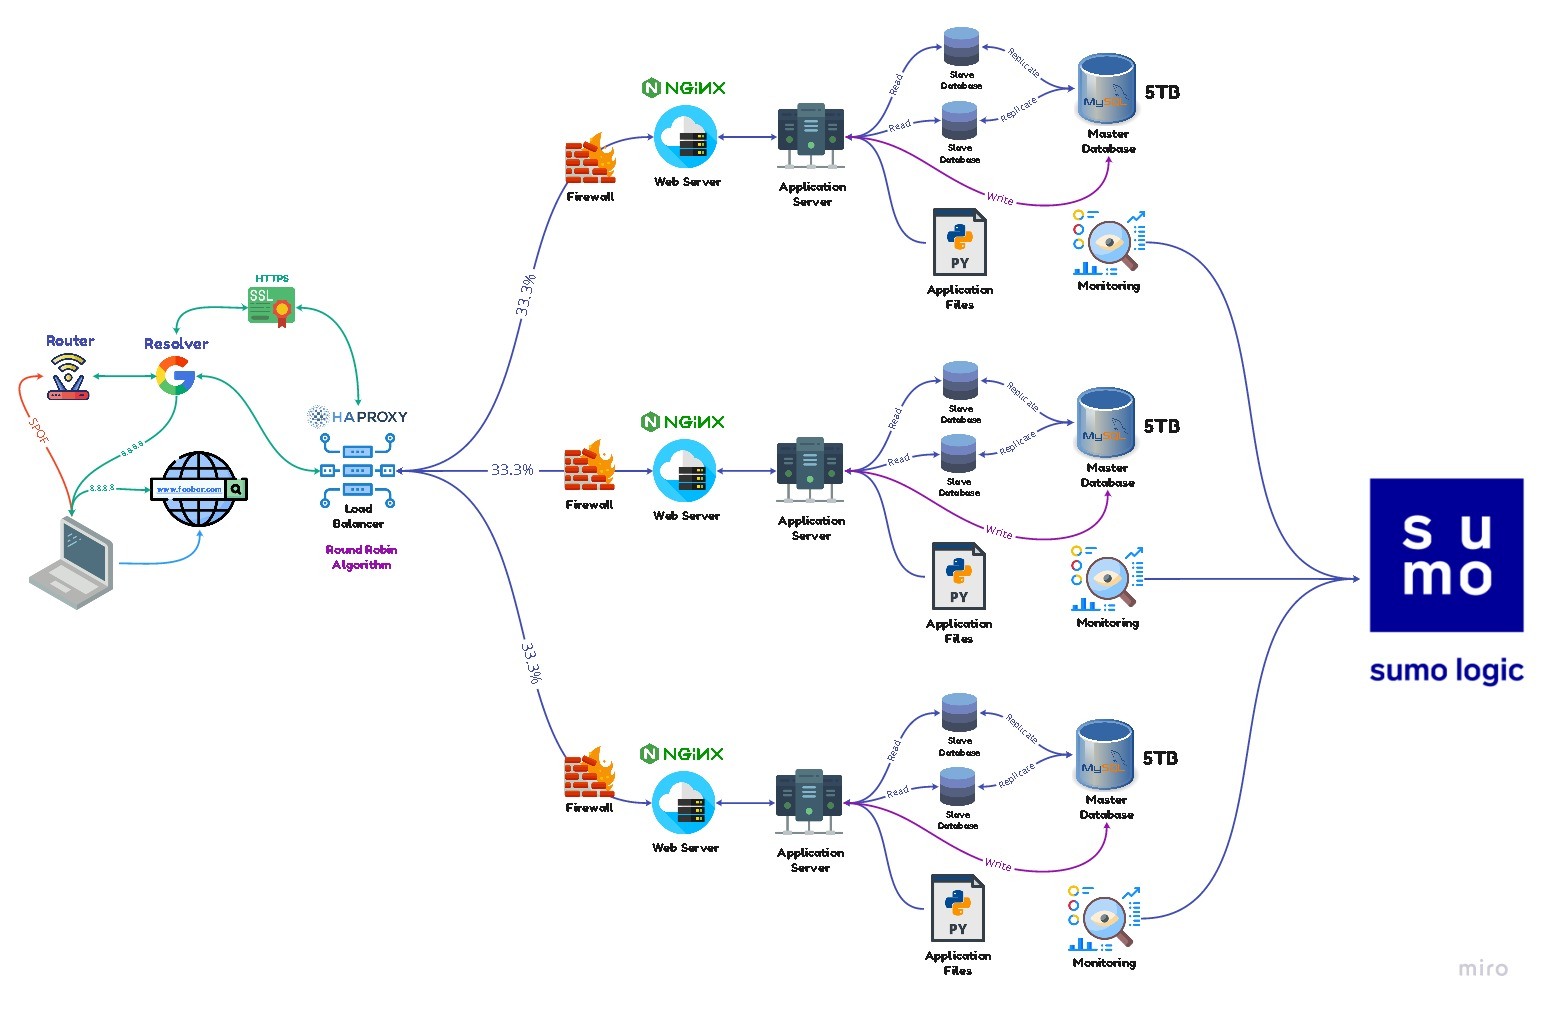 HTTPS
SSL
Router
Resolver
SPOF
8.8.8.8
8.8.8.8
www.foobar.com
HAPROXY
Load
Balancer
Round Robin
Algorithm
33.3%
33.3%
33.3%
Firewall
NGINX
Web Server
Application
Server
Read
Read
Slave
Database
Slave
Database
Replicate
Replicate
MySQL
5TB
Master
Database
Write
PY
Application
Files
Monitoring
Firewall
NGINX
Web Server
Application
Server
Read
Read
Slave
Database
Slave
Database
Replicate
Replicate
MySQL
5TB
Master
Database
Write
PY
Application
Files
Monitoring
Firewall
NGINX
Web Server
Application
Server
Read
Read
Slave
Database
Slave
Database
Replicate
Replicate
MySQL
5TB
Master
Database
Write
PY
Application
Files
Monitoring
su
mo
sumo logic
miro